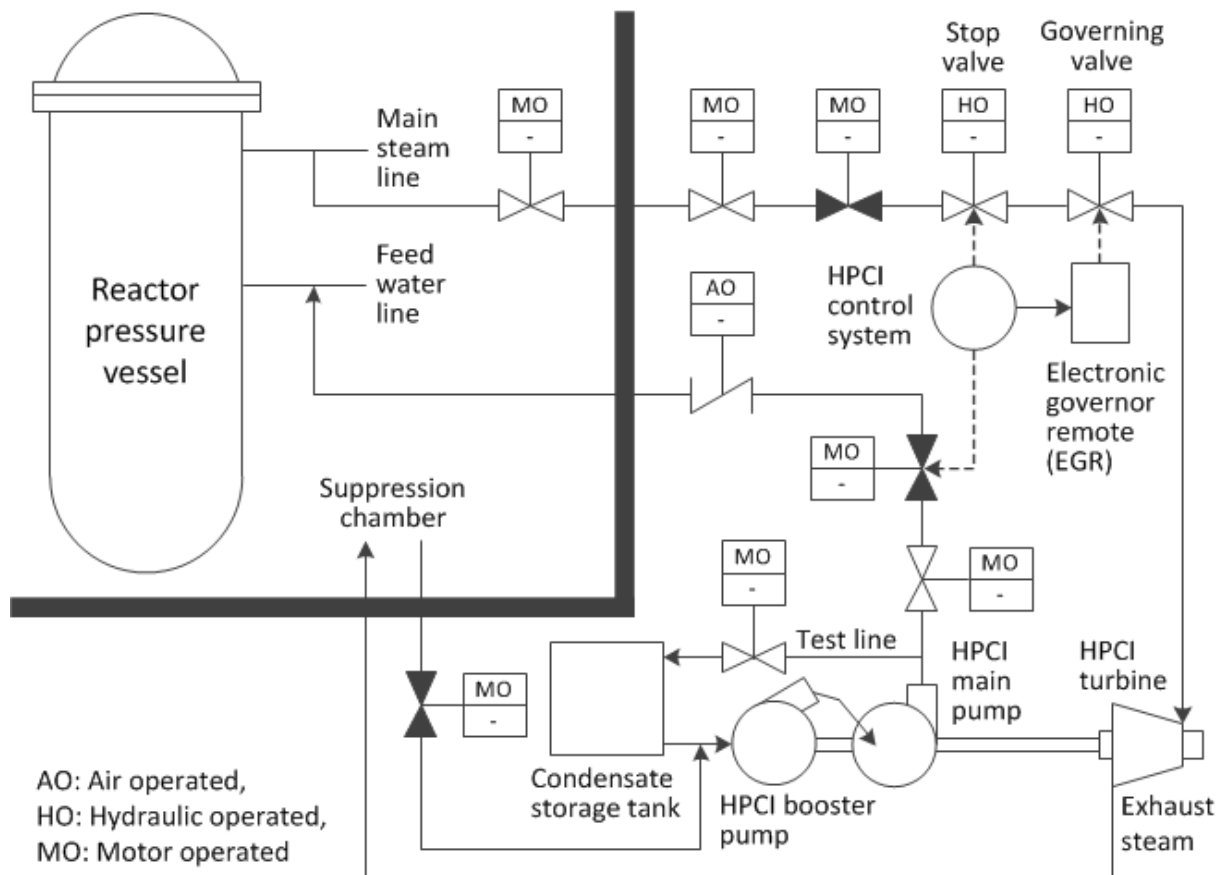 Stop
valve
Governing
valve
MO
-
MO
-
MO
-
HO
-
HO
-
Main
steam
line
Feed
water
line
Reactor
pressure
vessel
AO
-
HPCI
control
system
Electronic
governor
remote
(EGR)
MO
-
Suppression
chamber
MO
-
MO
-
Test line
HPCI
main
pump
HPCI
turbine
MO
-
Condensate
storage tank
HPCI booster
pump
Exhaust
steam
AO: Air operated,
HO: Hydraulic operated,
MO: Motor operated